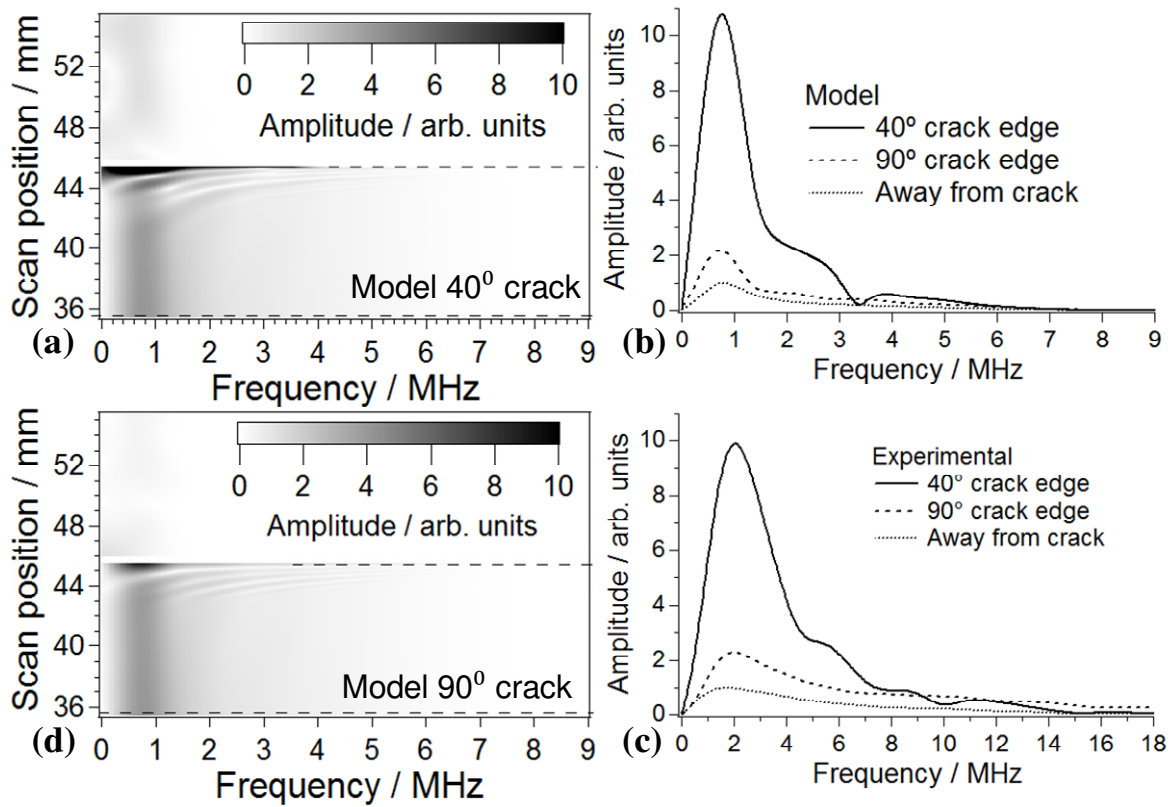 52
48
44
40
36
Scan position / mm
0 2 4 6 8 10
Amplitude / arb. units
Model 40⁰ crack
(a)
0 1 2 3 4 5 6 7 8 9
Frequency / MHz
10
8
6
4
2
0
Amplitude / arb. units
Model
40º crack edge
90º crack edge
Away from crack
(b)
0 1 2 3 4 5 6 7 8 9
Frequency / MHz
52
48
44
40
36
Scan position / mm
0 2 4 6 8 10
Amplitude / arb. units
Model 90⁰ crack
(d)
0 1 2 3 4 5 6 7 8 9
Frequency / MHz
10
8
6
4
2
0
Amplitude / arb. units
Experimental
40° crack edge
90° crack edge
Away from crack
(c)
0 2 4 6 8 10 12 14 16 18
Frequency / MHz